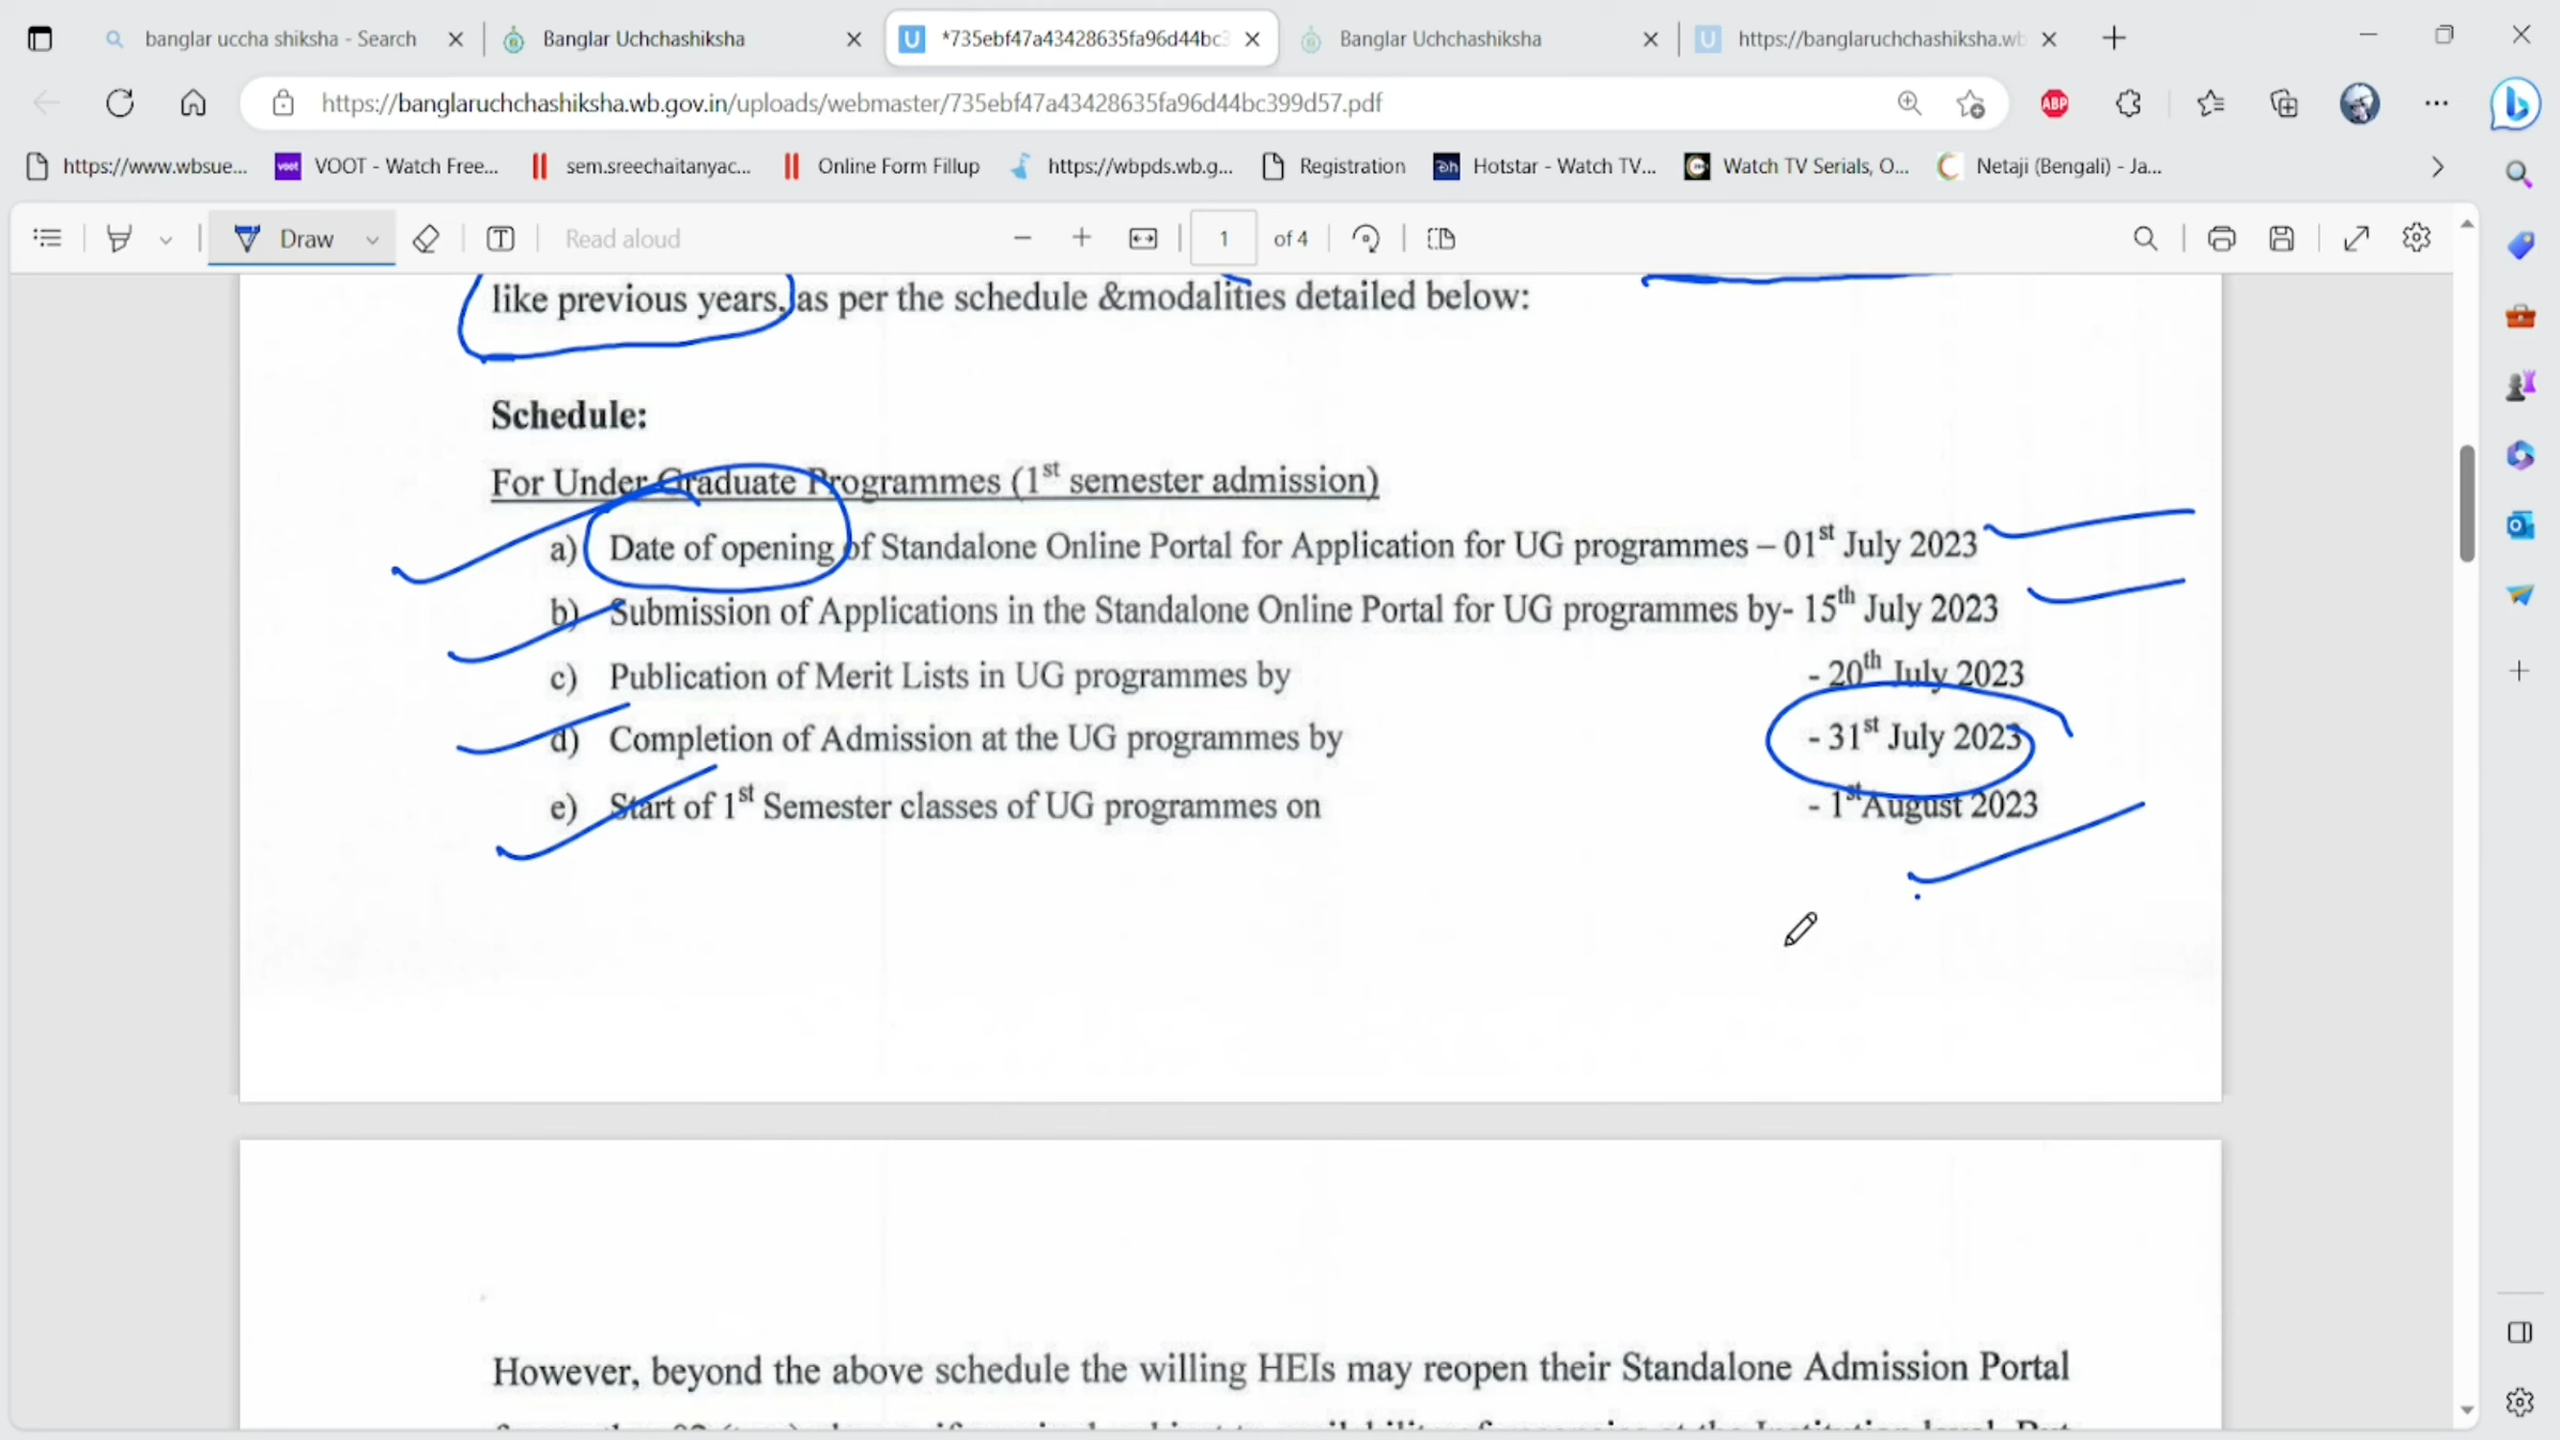 banglar uccha shiksha - Search
Banglar Uchchashiksha
*735ebf47a43428635fa96d44bc3
Banglar Uchchashiksha
https://banglaruchchashiksha.wb
https://banglaruchchashiksha.wb.gov.in/uploads/webmaster/735ebf47a43428635fa96d44bc399d57.pdf
ABP
https://www.wbsue...
VOOT - Watch Free...
sem.sreechaitanyac...
Online Form Fillup
https://wbpds.wb.g...
Registration
Hotstar - Watch TV...
Watch TV Serials, O...
Netaji (Bengali) - Ja...
Draw
Read aloud
1 of 4
like previous years, as per the schedule &modalities detailed below:
Schedule:
For Under Graduate Programmes (1st semester admission)
a) Date of opening of Standalone Online Portal for Application for UG programmes – 01st July 2023
b) Submission of Applications in the Standalone Online Portal for UG programmes by- 15th July 2023
c) Publication of Merit Lists in UG programmes by - 20th July 2023
d) Completion of Admission at the UG programmes by - 31st July 2023
e) Start of 1st Semester classes of UG programmes on - 1st August 2023
However, beyond the above schedule the willing HEIs may reopen their Standalone Admission Portal